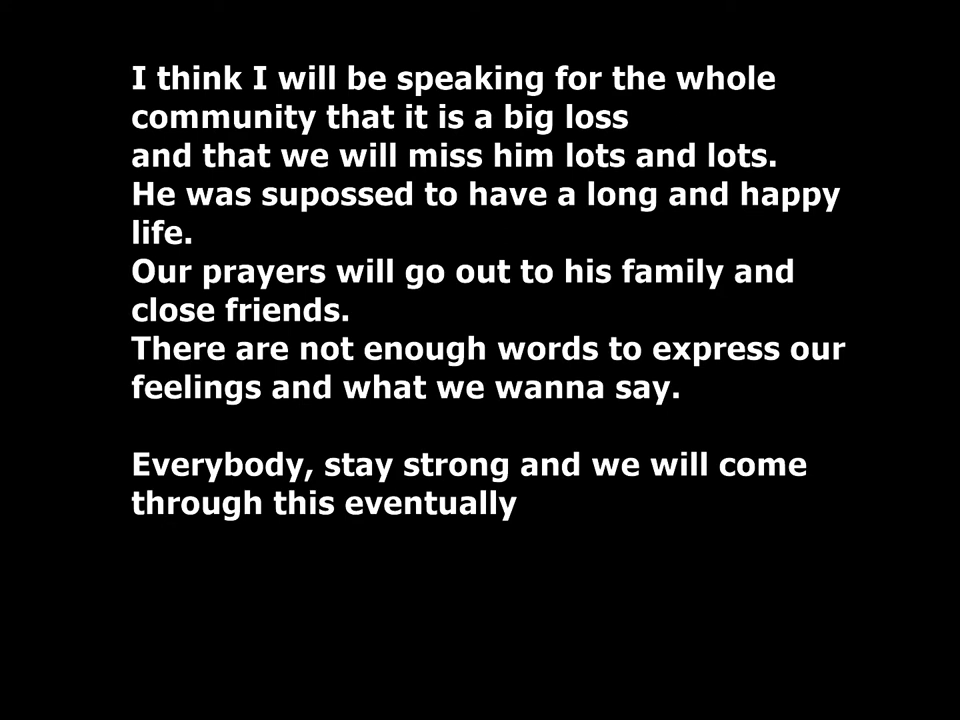 I think I will be speaking for the whole
community that it is a big loss
and that we will miss him lots and lots.
He was supossed to have a long and happy
life.
Our prayers will go out to his family and
close friends.
There are not enough words to express our
feelings and what we wanna say.
Everybody, stay strong and we will come
through this eventually